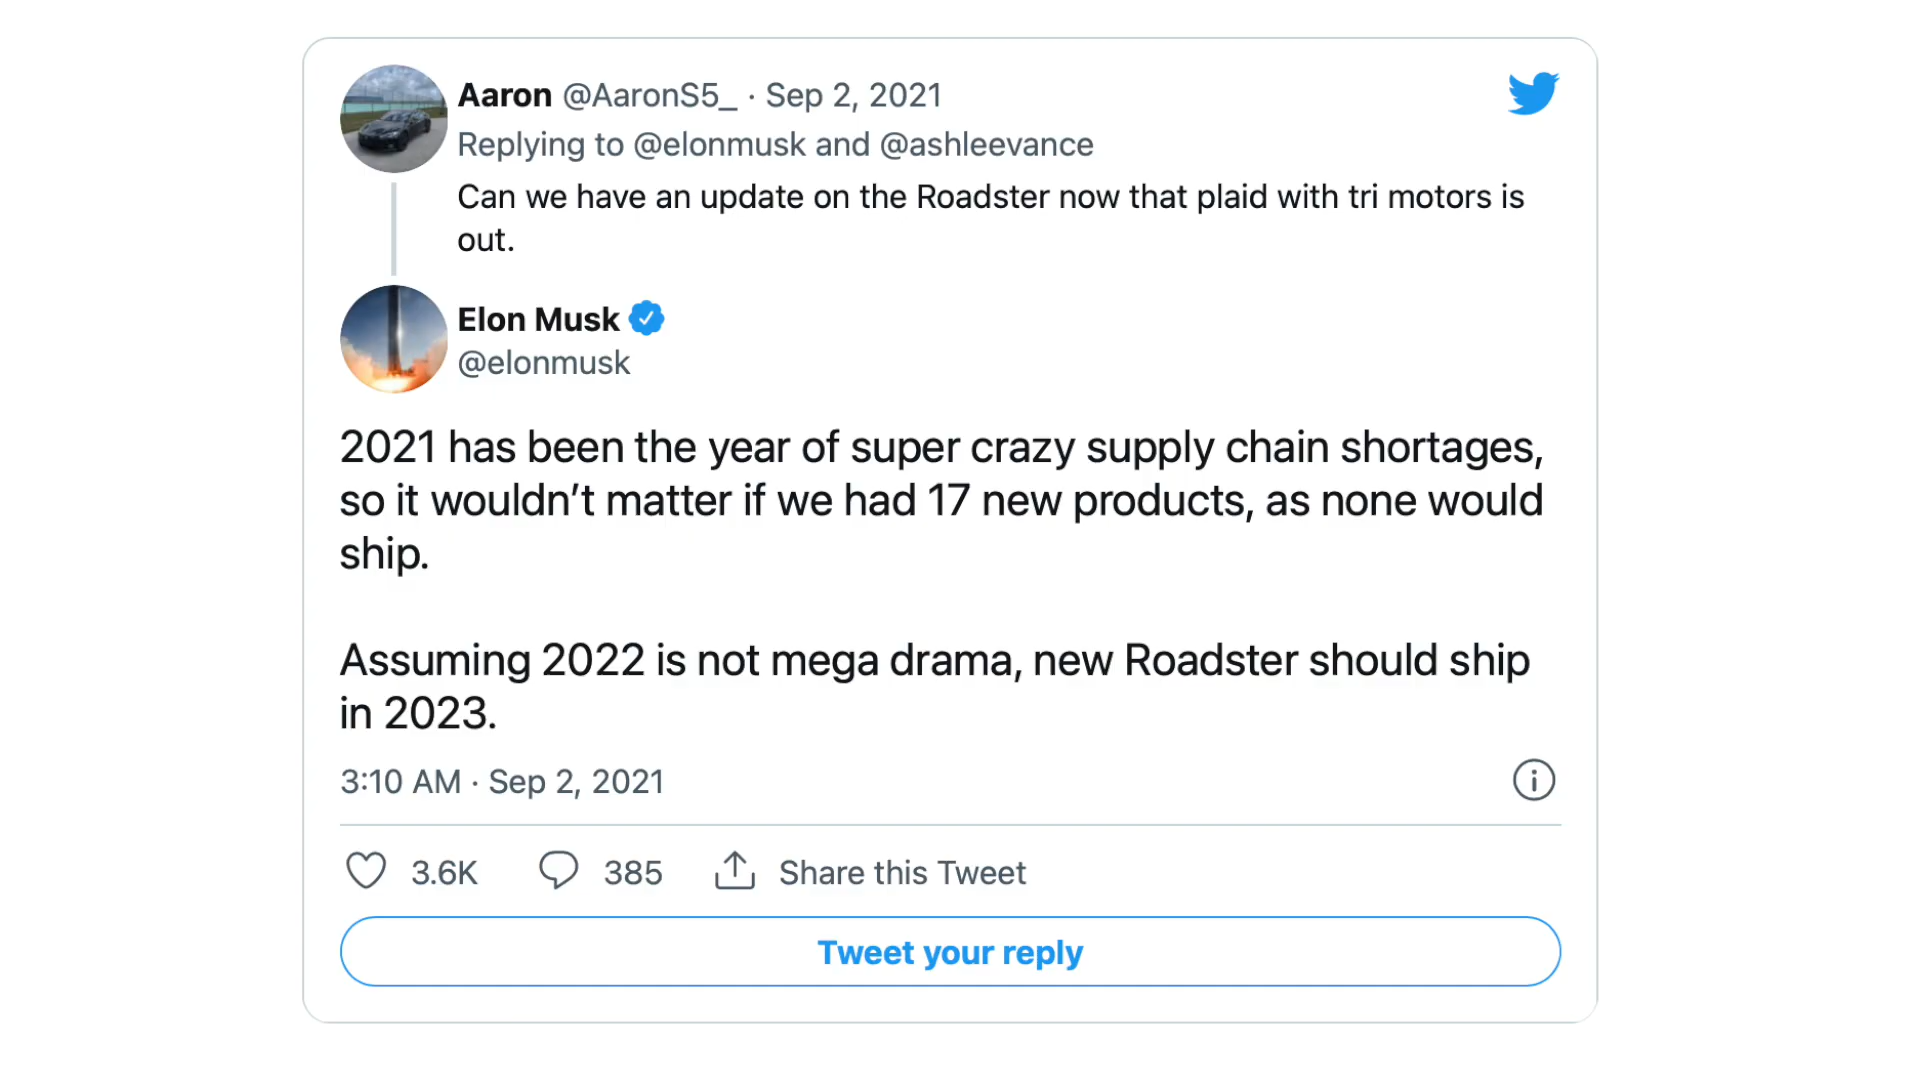 Aaron @AaronS5_ · Sep 2, 2021
Replying to @elonmusk and @ashleevance
Can we have an update on the Roadster now that plaid with tri motors is
out.
Elon Musk
@elonmusk
2021 has been the year of super crazy supply chain shortages,
so it wouldn’t matter if we had 17 new products, as none would
ship.
Assuming 2022 is not mega drama, new Roadster should ship
in 2023.
3:10 AM · Sep 2, 2021
3.6K 385 Share this Tweet
Tweet your reply